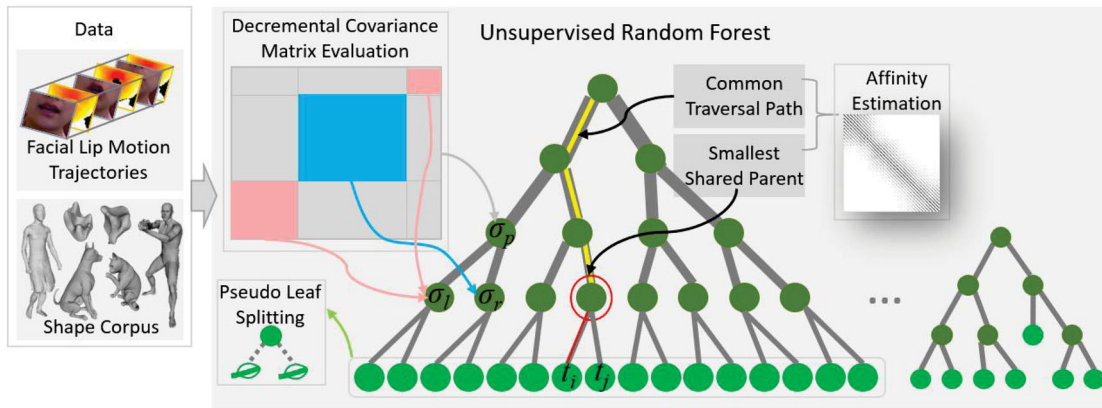 Data
Facial Lip Motion
Trajectories
Shape Corpus
Decremental Covariance
Matrix Evaluation
Unsupervised Random Forest
Common
Traversal Path
Smallest
Shared Parent
Affinity
Estimation
σₚ
σₗ
σᵣ
Pseudo Leaf
Splitting
tᵢ
tⱼ
...